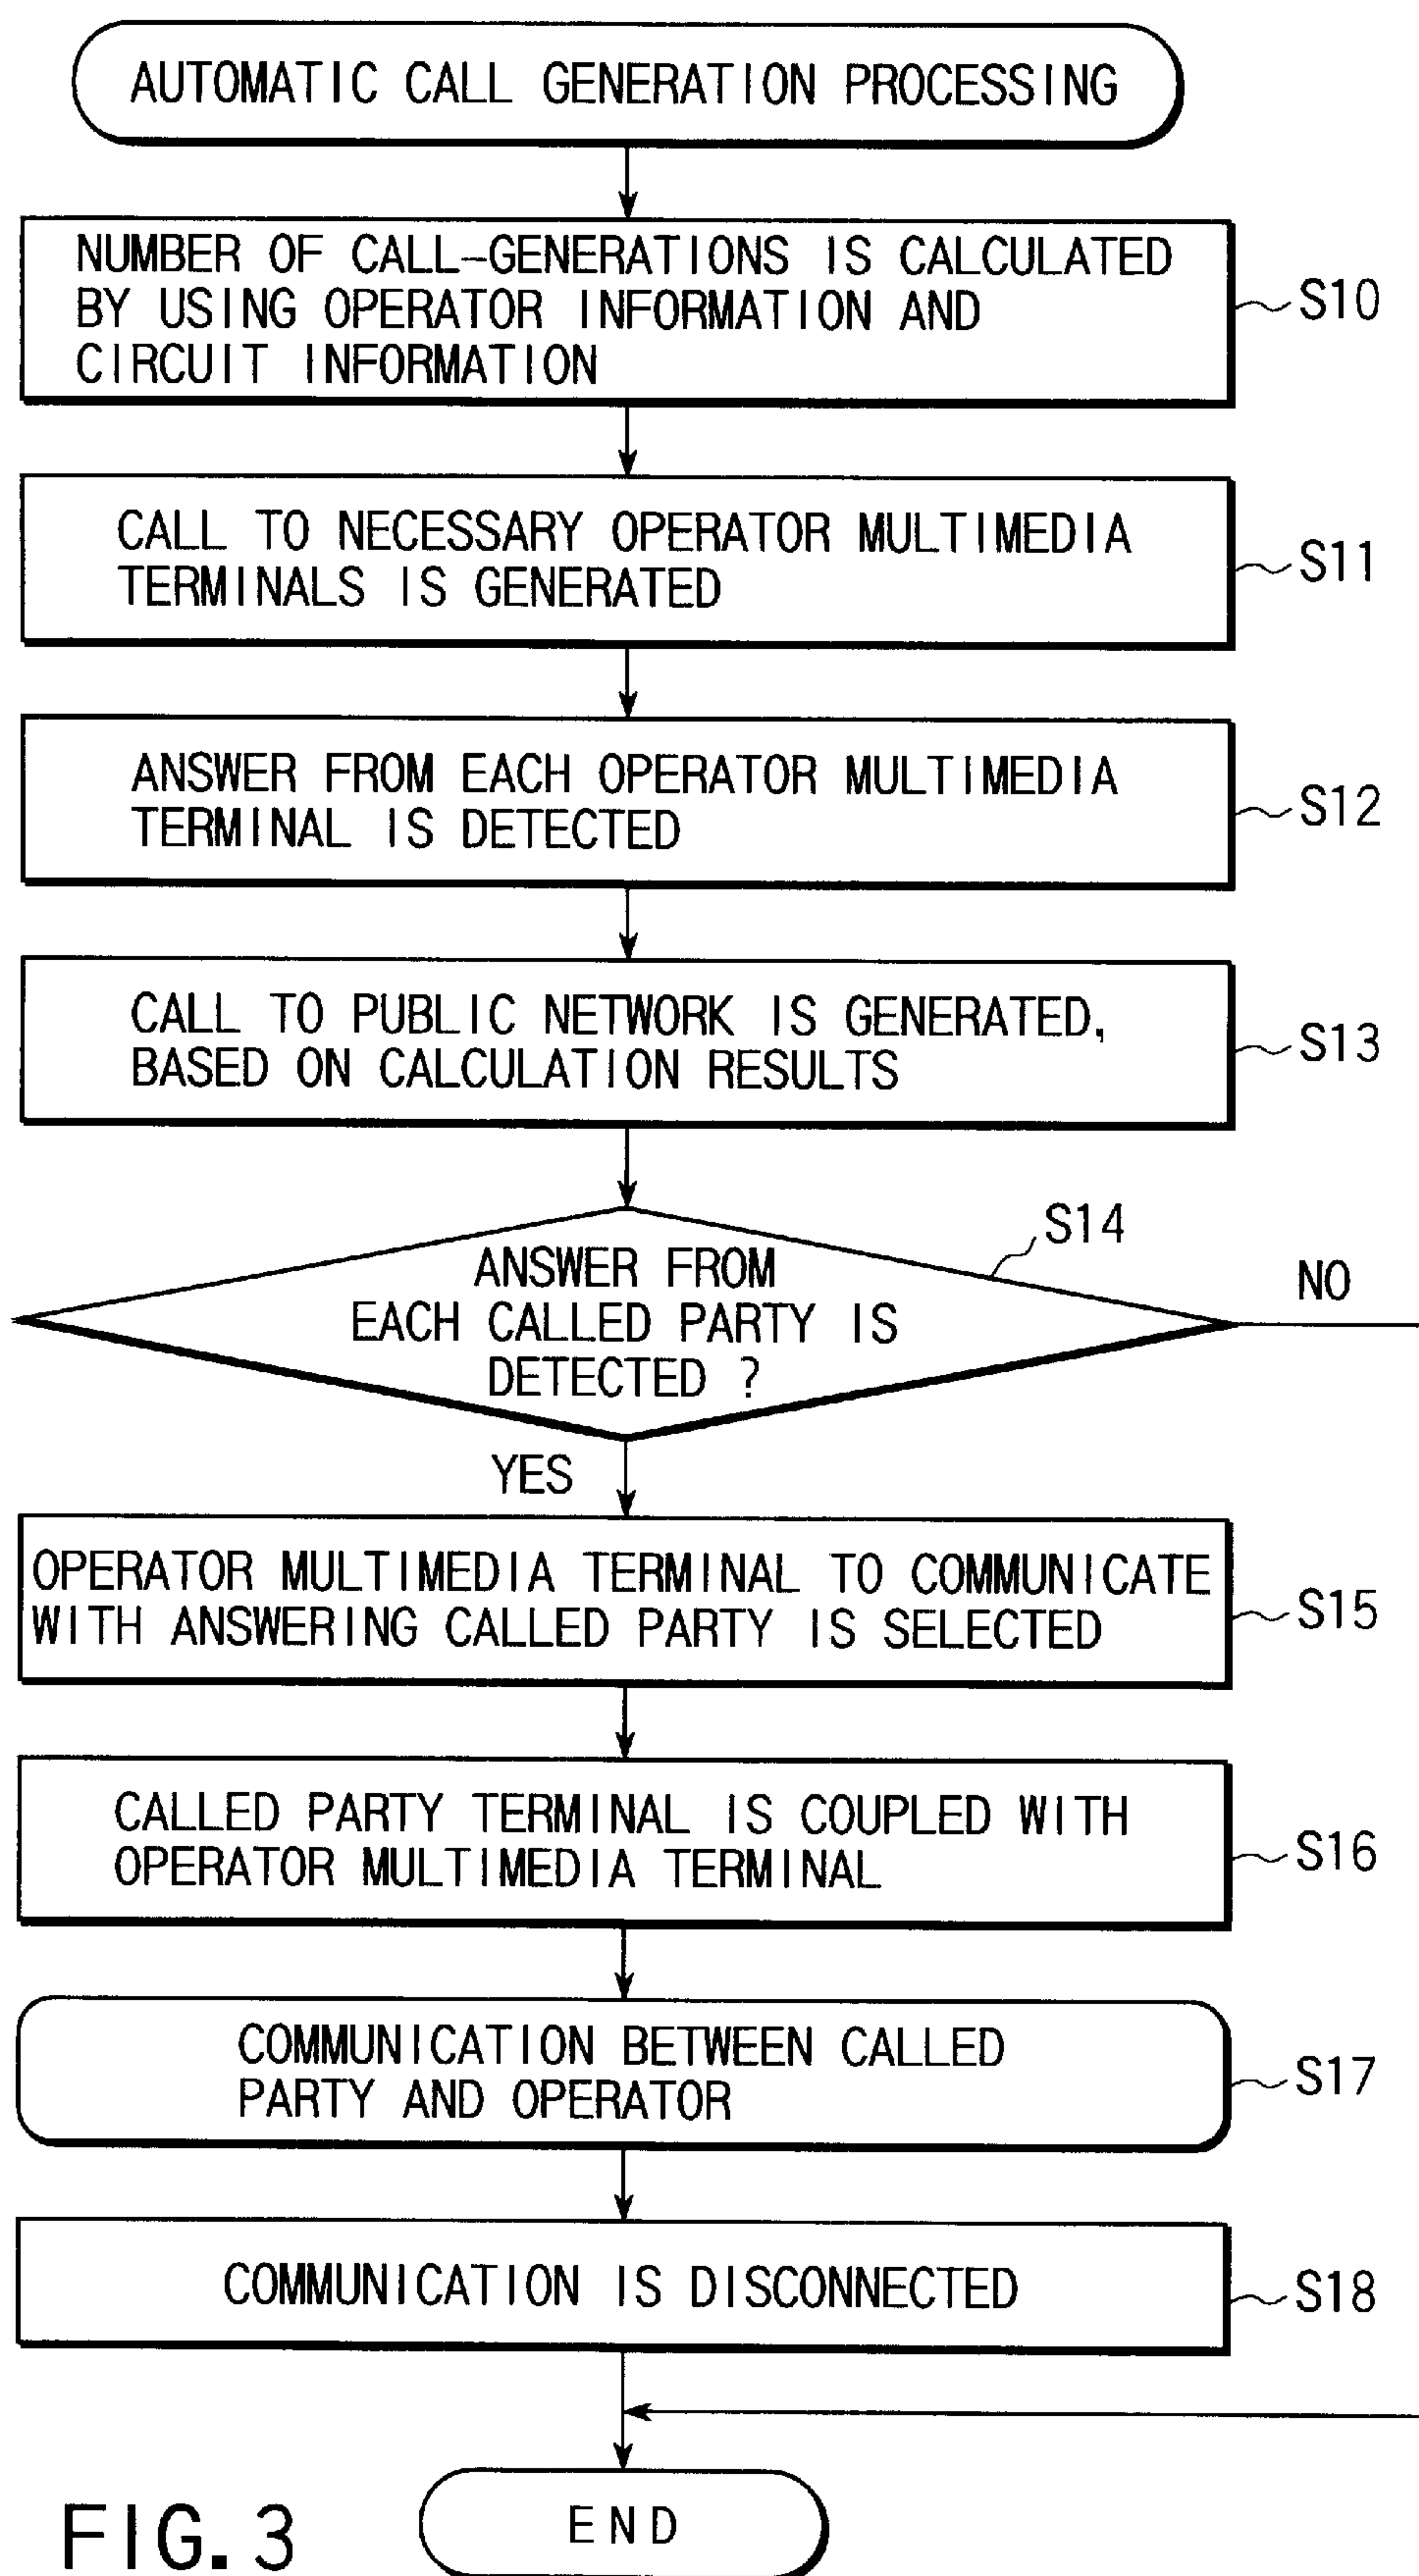 AUTOMATIC CALL GENERATION PROCESSING
NUMBER OF CALL-GENERATIONS IS CALCULATED
BY USING OPERATOR INFORMATION AND
CIRCUIT INFORMATION
S10
CALL TO NECESSARY OPERATOR MULTIMEDIA
TERMINALS IS GENERATED
S11
ANSWER FROM EACH OPERATOR MULTIMEDIA
TERMINAL IS DETECTED
S12
CALL TO PUBLIC NETWORK IS GENERATED,
BASED ON CALCULATION RESULTS
S13
S14
ANSWER FROM
EACH CALLED PARTY IS
DETECTED ?
NO
YES
OPERATOR MULTIMEDIA TERMINAL TO COMMUNICATE
WITH ANSWERING CALLED PARTY IS SELECTED
S15
CALLED PARTY TERMINAL IS COUPLED WITH
OPERATOR MULTIMEDIA TERMINAL
S16
COMMUNICATION BETWEEN CALLED
PARTY AND OPERATOR
S17
COMMUNICATION IS DISCONNECTED
S18
END
FIG. 3